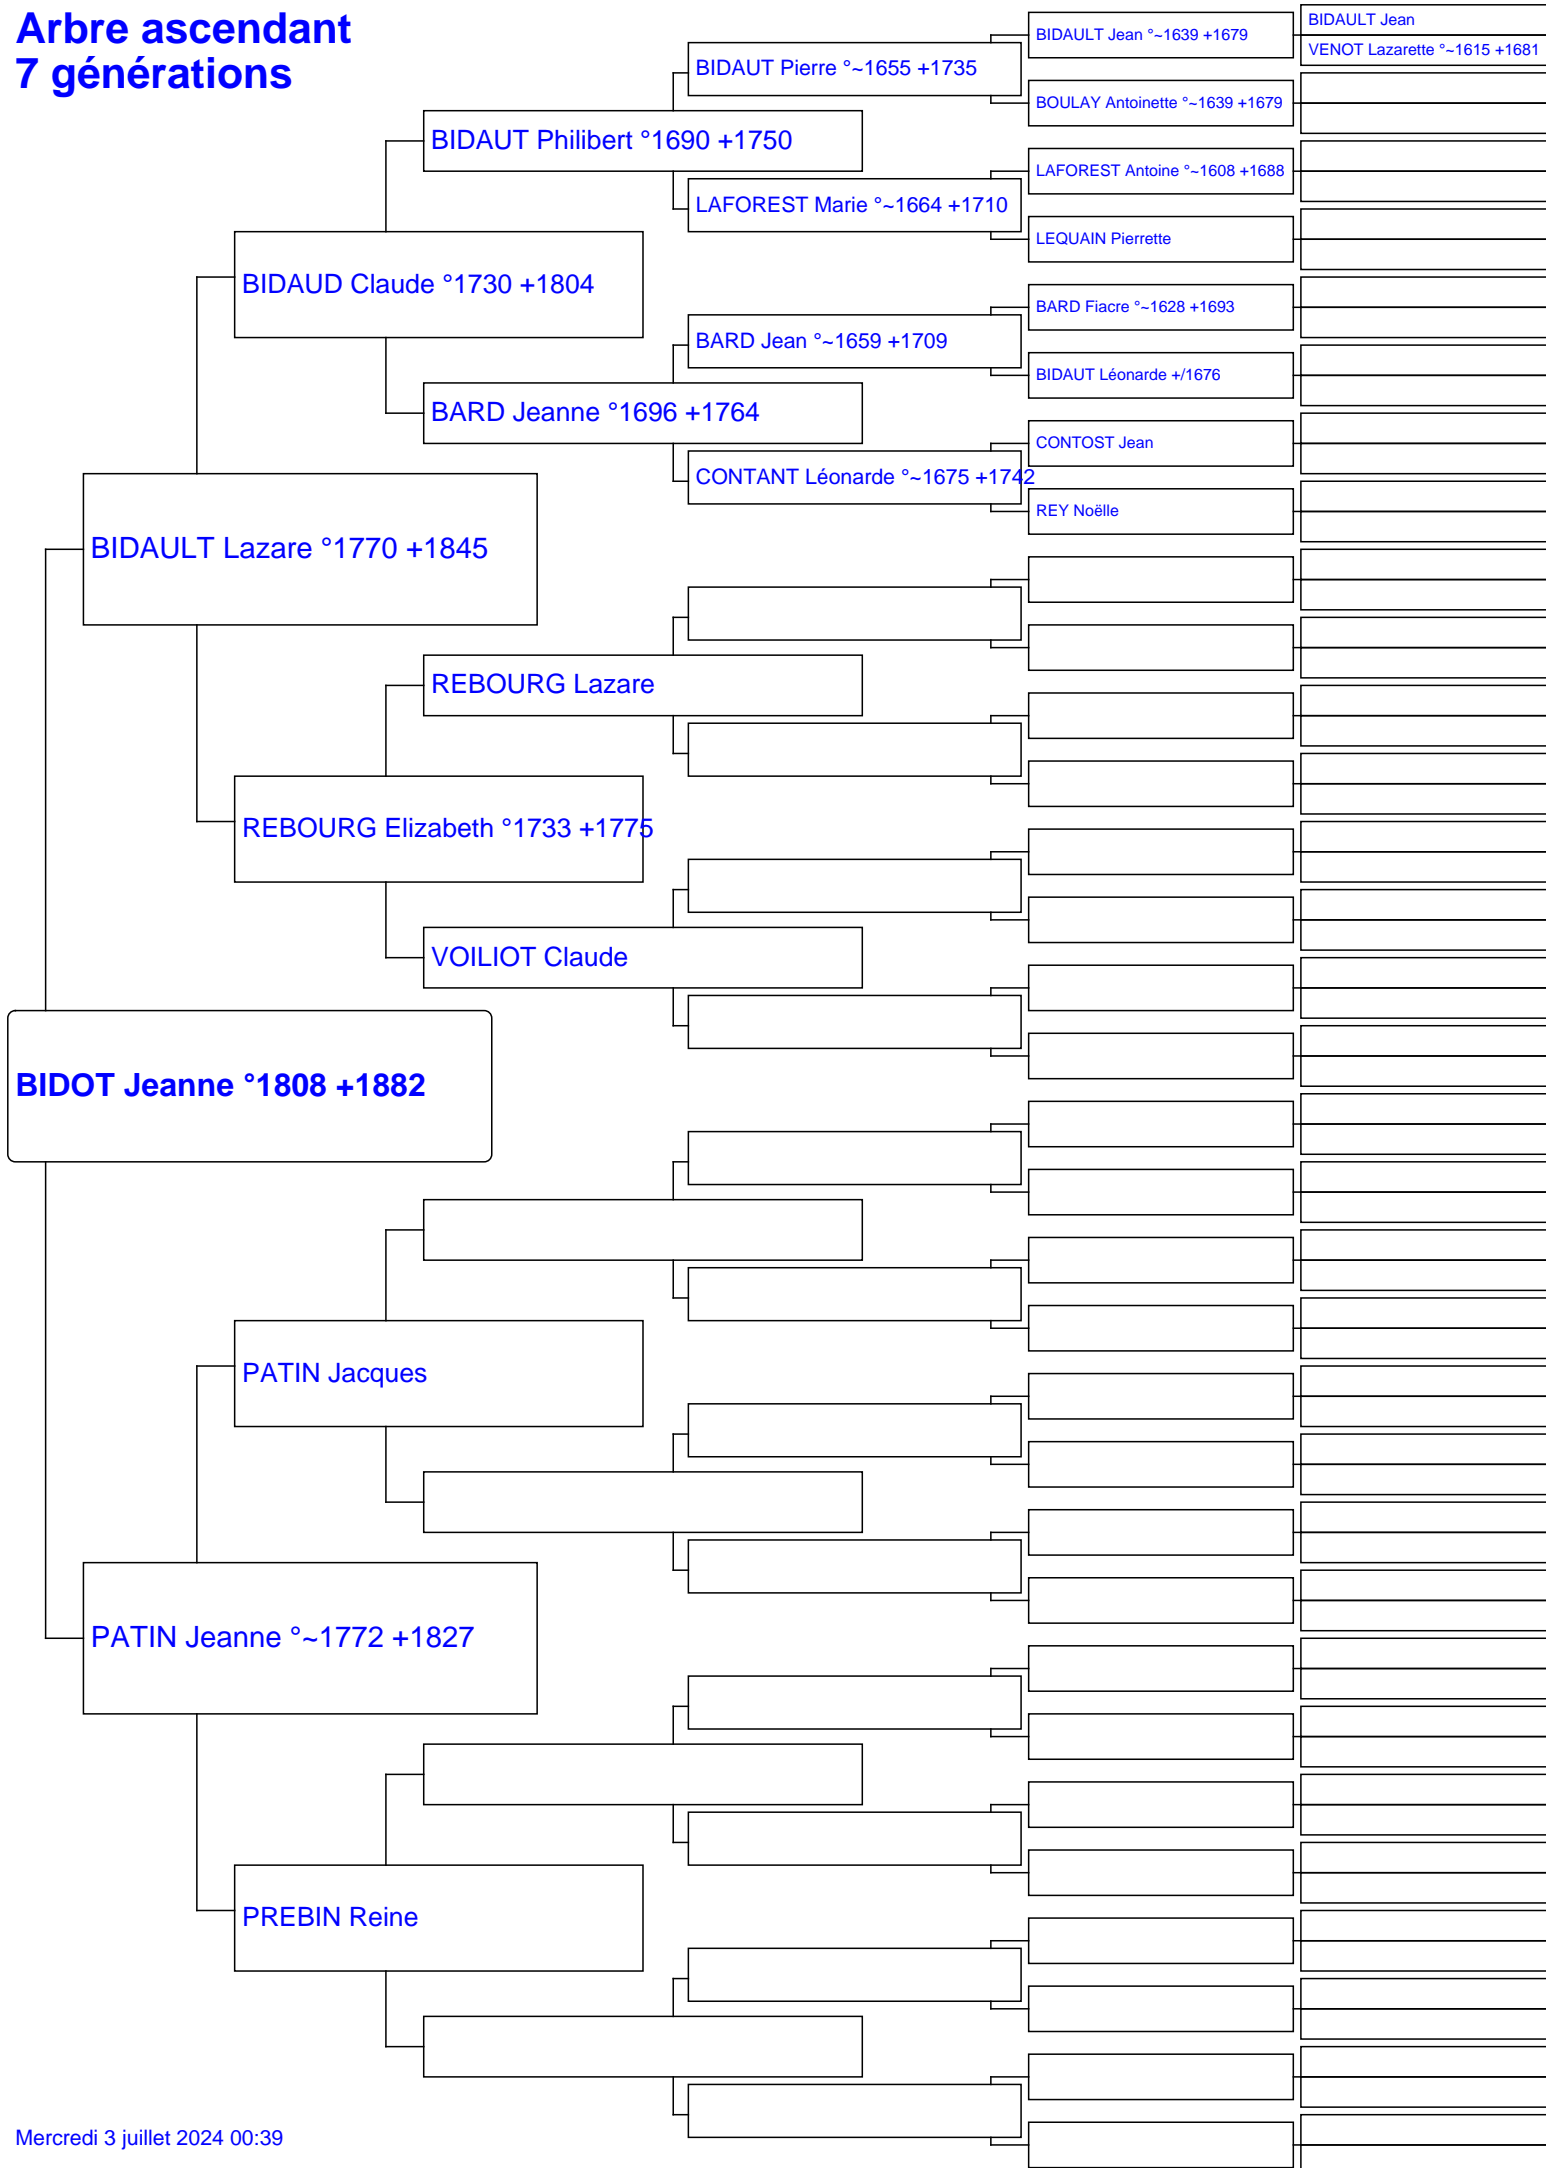 Arbre ascendant
7 générations
BIDAULT Jean
VENOT Lazarette °~1615 +1681
BIDAULT Jean °~1639 +1679
BIDAUT Pierre °~1655 +1735
BOULAY Antoinette °~1639 +1679
BIDAUT Philibert °1690 +1750
LAFOREST Antoine °~1608 +1688
LAFOREST Marie °~1664 +1710
LEQUAIN Pierrette
BIDAUD Claude °1730 +1804
BARD Fiacre °~1628 +1693
BARD Jean °~1659 +1709
BIDAUT Léonarde +/1676
BARD Jeanne °1696 +1764
CONTOST Jean
CONTANT Léonarde °~1675 +1742
REY Noëlle
BIDAULT Lazare °1770 +1845
REBOURG Lazare
REBOURG Elizabeth °1733 +1775
VOILIOT Claude
BIDOT Jeanne °1808 +1882
PATIN Jacques
PATIN Jeanne °~1772 +1827
PREBIN Reine
Mercredi 3 juillet 2024 00:39